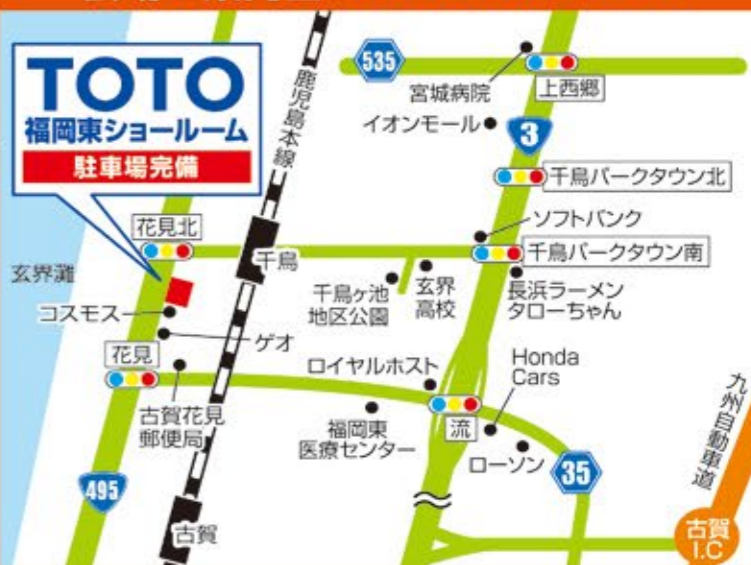 TOTO
福岡東ショールーム
駐車場完備
鹿児島本線
535
宮城病院
上西郷
イオンモール
3
千鳥パークタウン北
花見北
千鳥
ソフトバンク
千鳥パークタウン南
玄界灘
千鳥ヶ池
地区公園
玄界
高校
長浜ラーメン
タローちゃん
コスモス
ゲオ
花見
ロイヤルホスト
Honda
Cars
古賀花見
郵便局
福岡東
医療センター
流
ローソン
35
九州自動車道
495
古賀
古賀
I.C